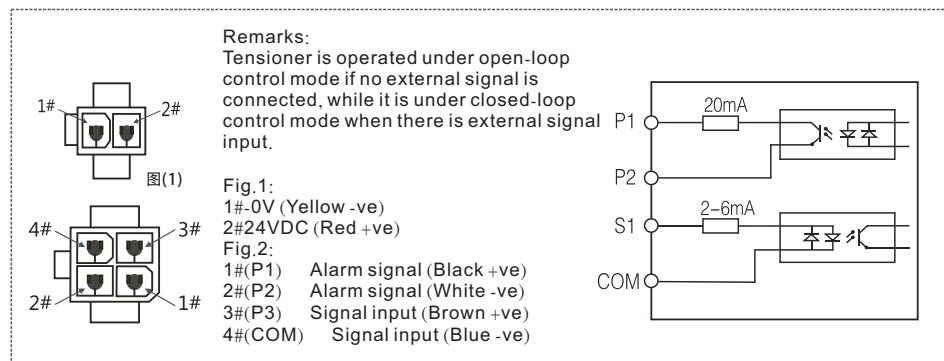 Remarks:
Tensioner is operated under open-loop
control mode if no external signal is
connected, while it is under closed-loop
control mode when there is external signal
input.
1#
2#
图(1)
Fig.1:
1#-0V (Yellow -ve)
2#24VDC (Red +ve)
Fig.2:
1#(P1) Alarm signal (Black +ve)
2#(P2) Alarm signal (White -ve)
3#(P3) Signal input (Brown +ve)
4#(COM) Signal input (Blue -ve)
4#
3#
2#
1#
P1
20mA
P2
S1
2-6mA
COM